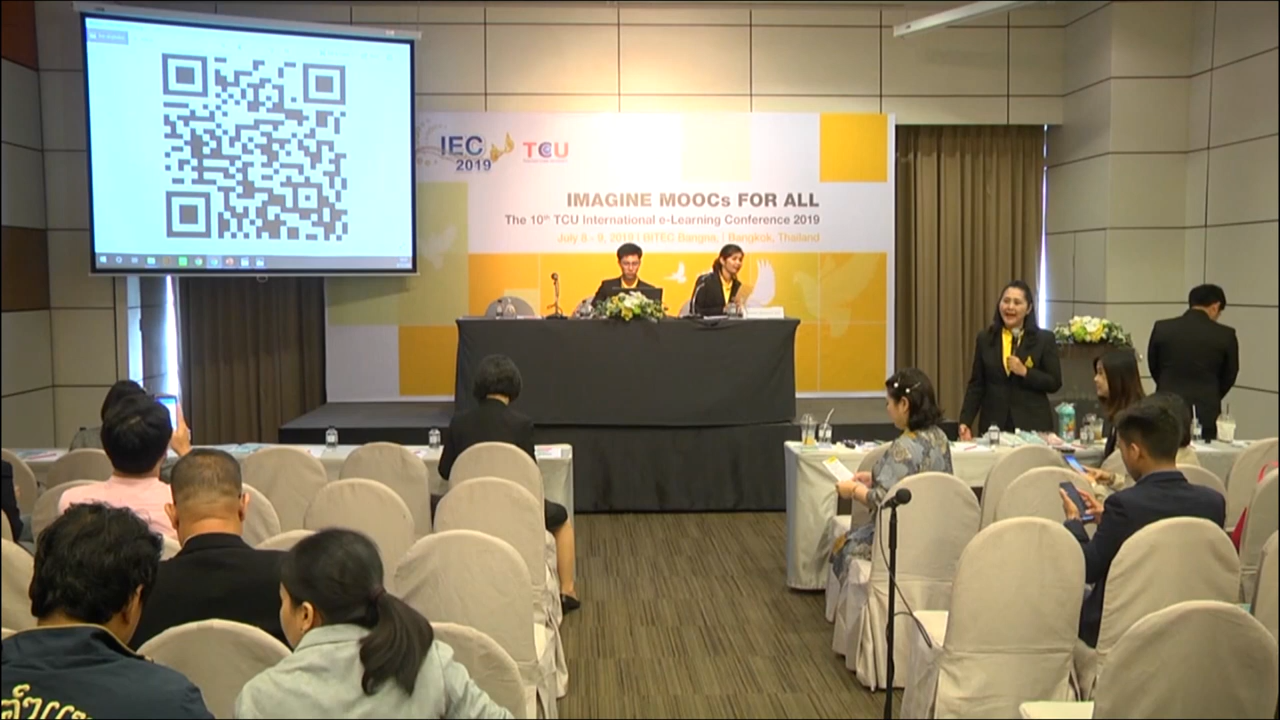 IEC
2019
TCU
IMAGINE MOOCs FOR ALL
The 10th TCU International e-Learning Conference 2019
July 8 - 9, 2019 | BITEC Bangna, | Bangkok, Thailand